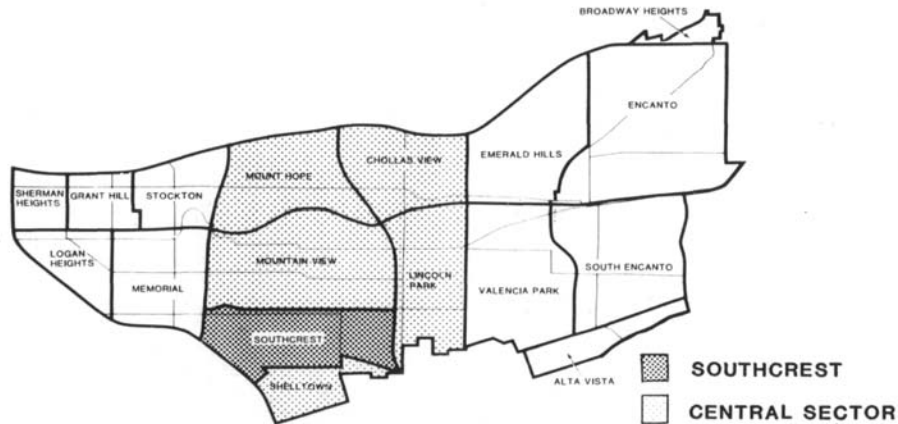 BROADWAY HEIGHTS
ENCANTO
CHOLLAS VIEW
EMERALD HILLS
MOUNT HOPE
SHERMAN
HEIGHTS
GRANT HILL
STOCKTON
LOGAN
HEIGHTS
MOUNTAIN VIEW
SOUTH ENCANTO
LINCOLN
PARK
MEMORIAL
VALENCIA PARK
SOUTHCREST
SHELLTOWN
ALTA VISTA
SOUTHCREST
CENTRAL SECTOR